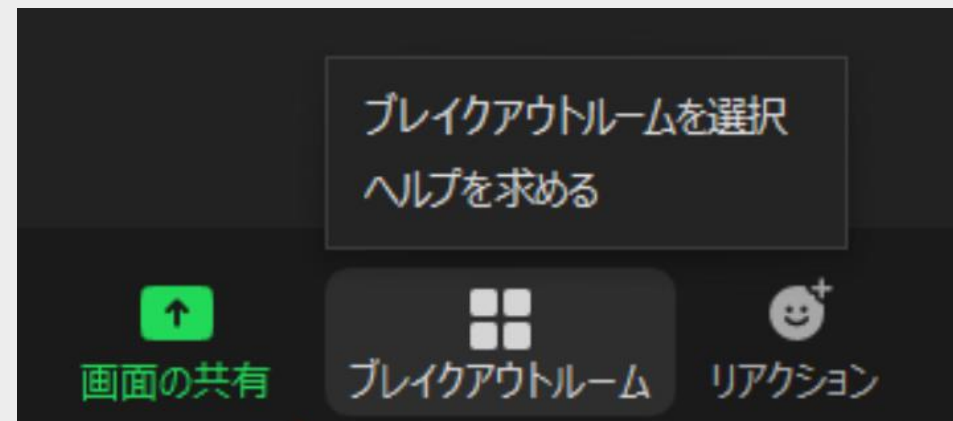 ブレイクアウトルームを選択
ヘルプを求める
画面の共有
ブレイクアウトルーム
リアクション